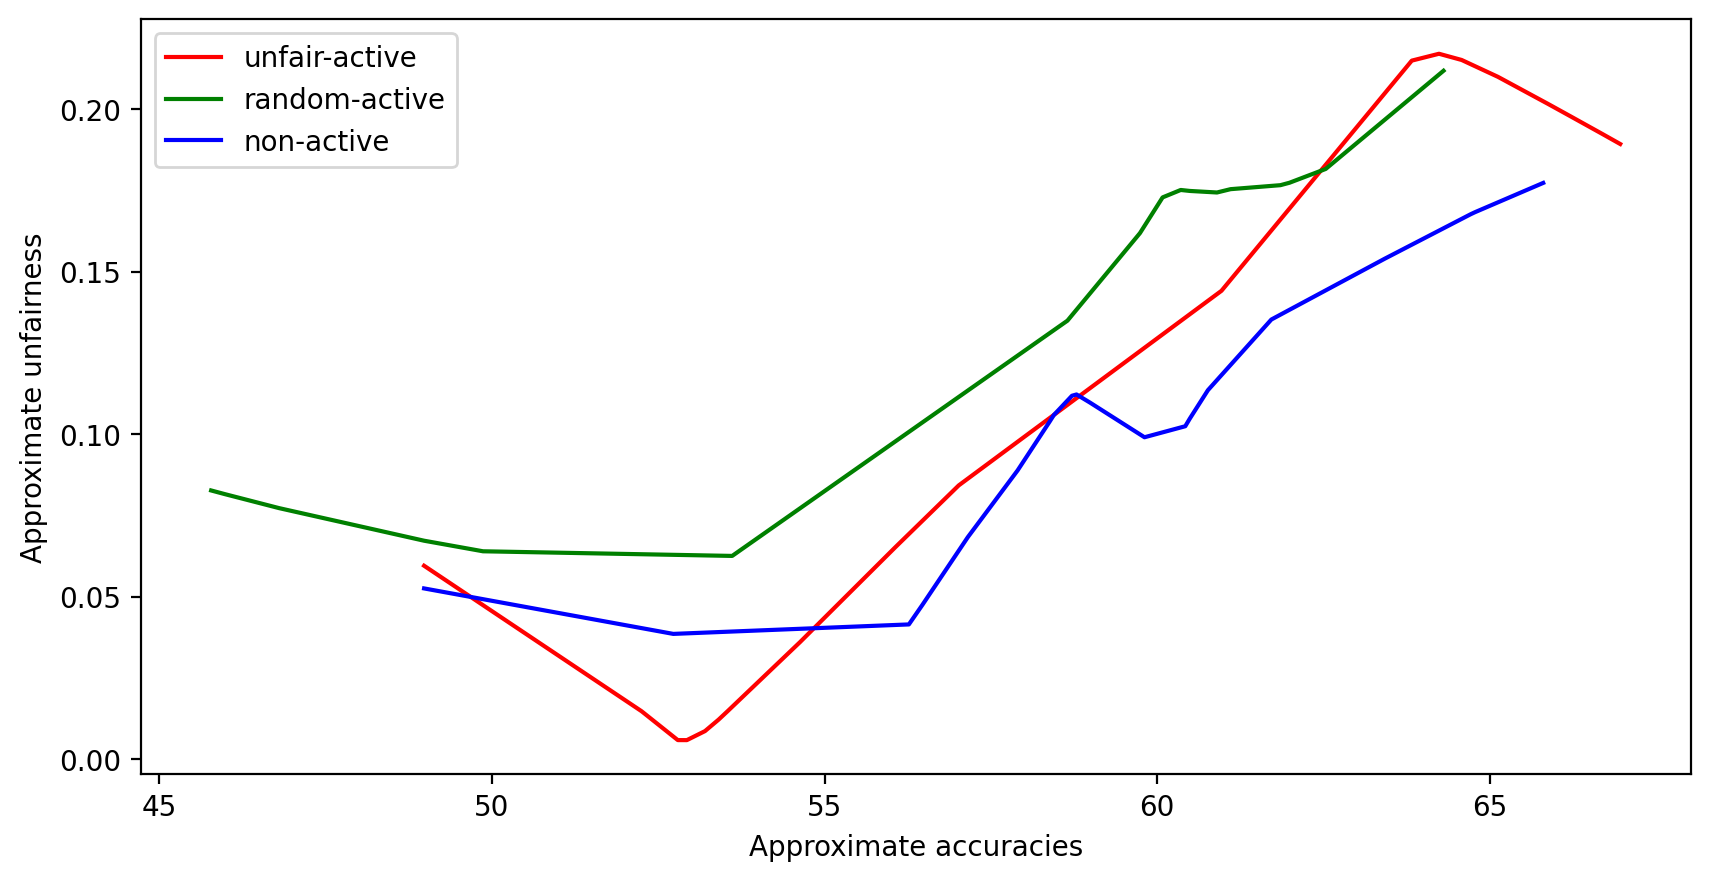 unfair-active
random-active
non-active
0.20
0.15
0.10
0.05
0.00
Approximate unfairness
45 50 55 60 65
Approximate accuracies